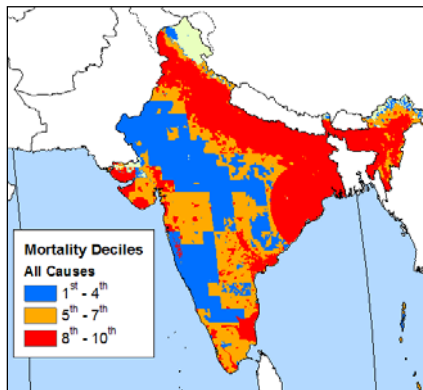 Mortality Deciles
All Causes
1st - 4th
5th - 7th
8th - 10th